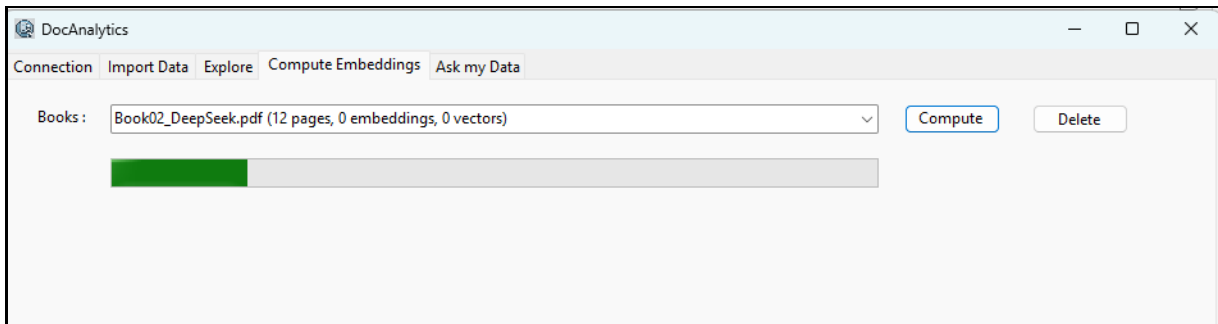 DocAnalytics
Connection Import Data Explore Compute Embeddings Ask my Data
Books : Book02_DeepSeek.pdf (12 pages, 0 embeddings, 0 vectors) Compute Delete